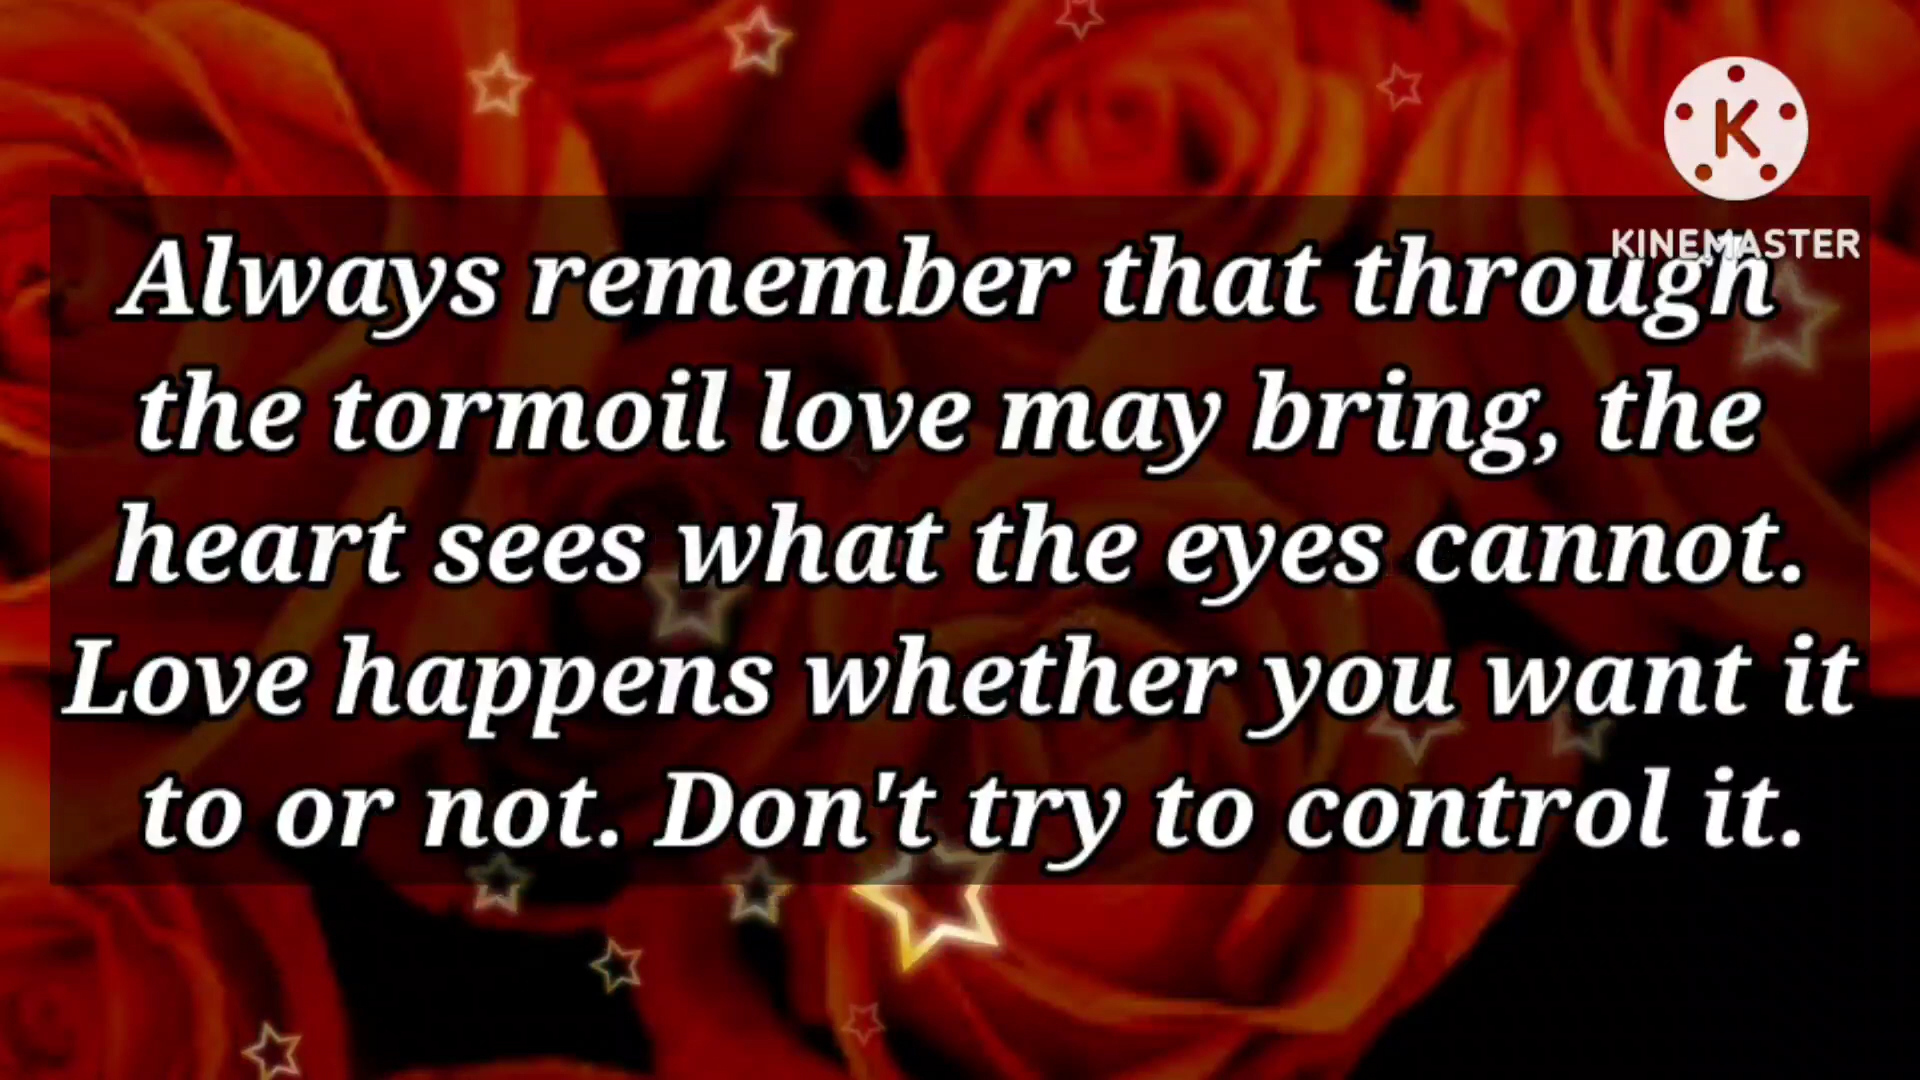 K
KINEMASTER
Always remember that through
the tormoil love may bring, the
heart sees what the eyes cannot.
Love happens whether you want it
to or not. Don't try to control it.